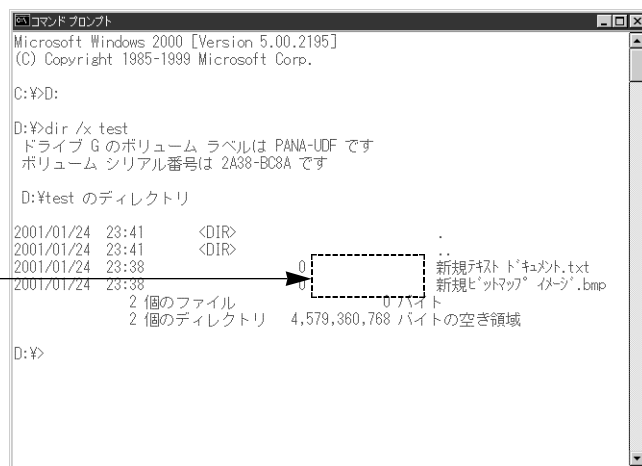 コマンド プロンプト
Microsoft Windows 2000 [Version 5.00.2195]
(C) Copyright 1985-1999 Microsoft Corp.
C:¥>D:
D:¥>dir /x test
ドライブ G のボリューム ラベルは PANA-UDF です
ボリューム シリアル番号は 2A38-BC8A です
D:¥test のディレクトリ
2001/01/24 23:41 <DIR> .
2001/01/24 23:41 <DIR> ..
2001/01/24 23:38 0 新規ﾃｷｽﾄ ﾄﾞｷｭﾒﾝﾄ.txt
2001/01/24 23:38 0 新規ﾋﾞｯﾄﾏｯﾌﾟ ｲﾒｰｼﾞ.bmp
2 個のファイル 0 バイト
2 個のディレクトリ 4,579,360,768 バイトの空き領域
D:¥>